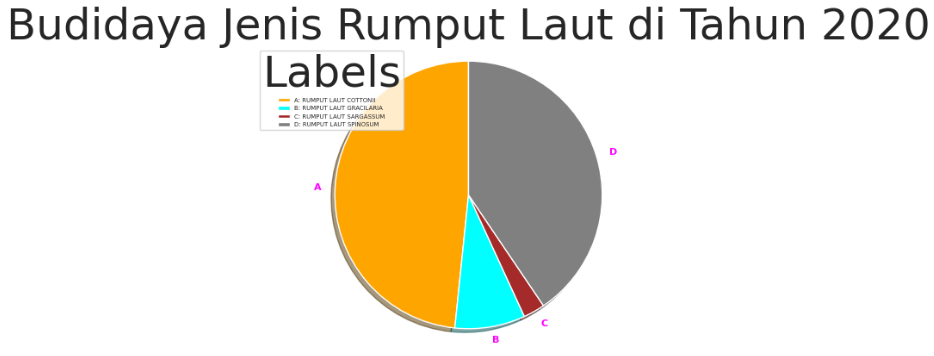 Budidaya Jenis Rumput Laut di Tahun 2020
Labels
A: RUMPUT LAUT COTTONII
B: RUMPUT LAUT GRACILARIA
C: RUMPUT LAUT SARGASSUM
D: RUMPUT LAUT SPINOSUM
D
A
C
B